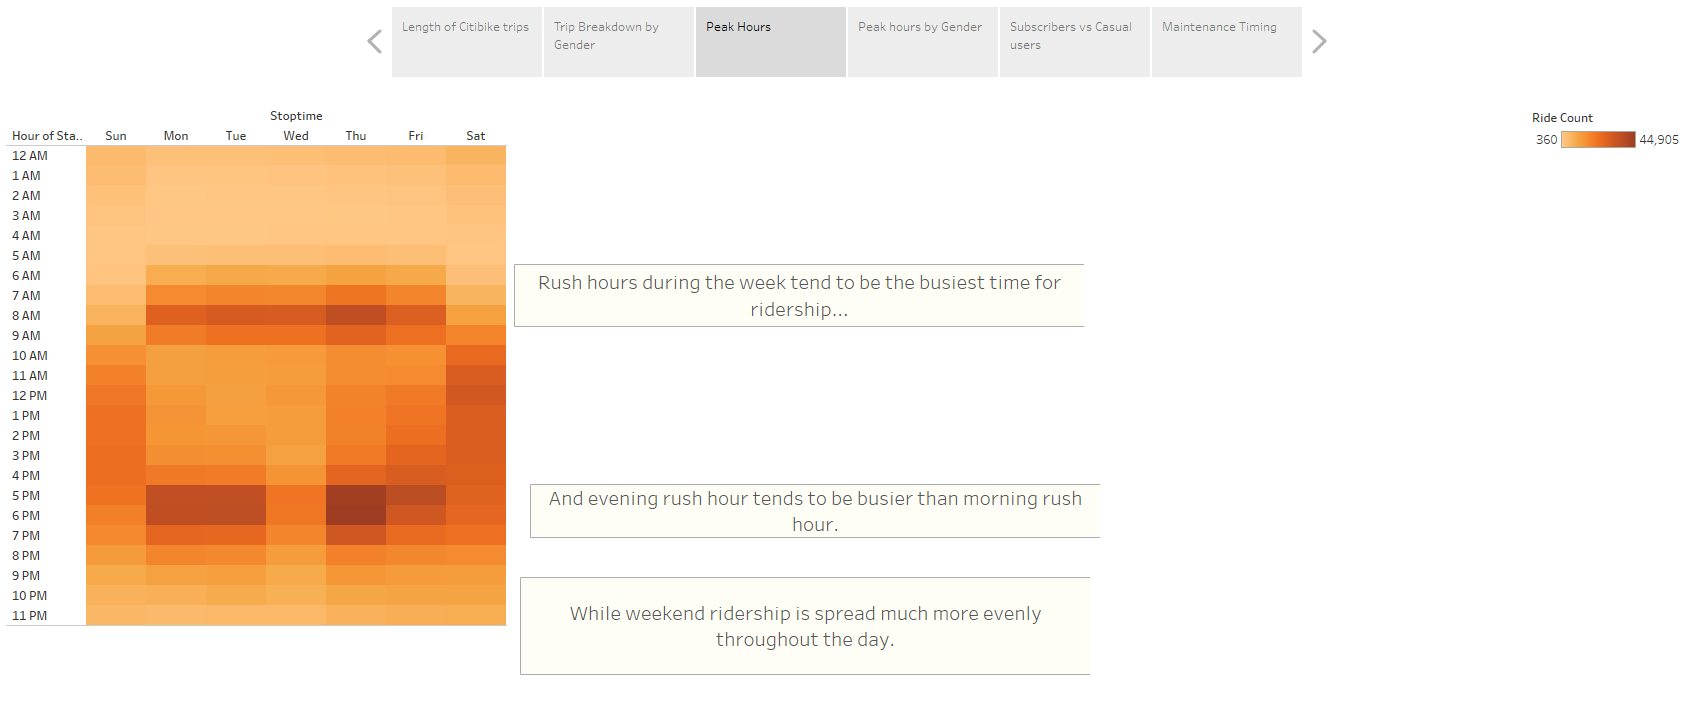 Length of Citibike trips
Trip Breakdown by
Gender
Peak Hours
Peak hours by Gender
Subscribers vs Casual
users
Maintenance Timing
Stoptime
Hour of Sta.. Sun Mon Tue Wed Thu Fri Sat
12 AM
1 AM
2 AM
3 AM
4 AM
5 AM
6 AM
7 AM
8 AM
9 AM
10 AM
11 AM
12 PM
1 PM
2 PM
3 PM
4 PM
5 PM
6 PM
7 PM
8 PM
9 PM
10 PM
11 PM
Rush hours during the week tend to be the busiest time for
ridership...
And evening rush hour tends to be busier than morning rush
hour.
While weekend ridership is spread much more evenly
throughout the day.
Ride Count
360 44,905